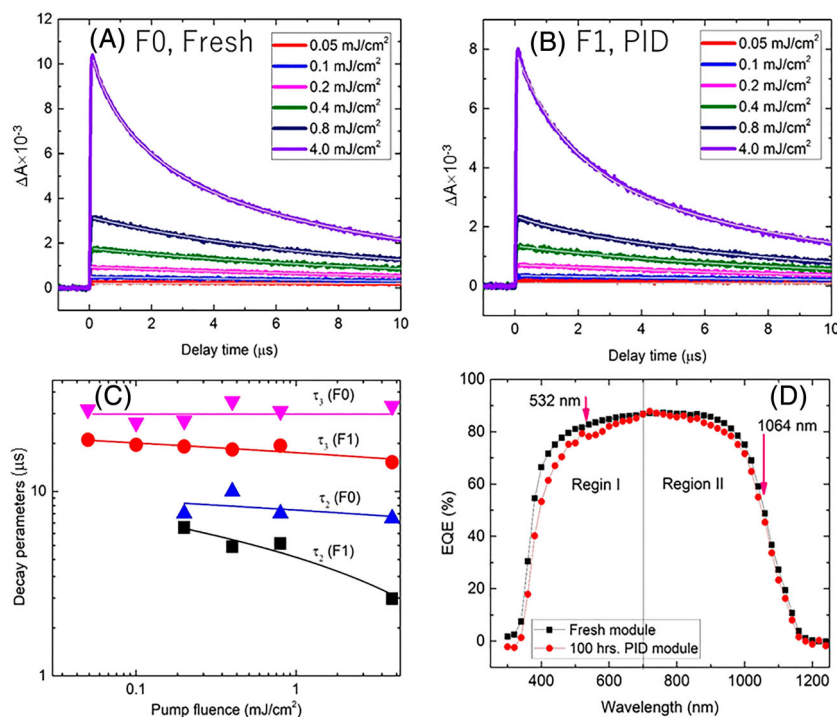 (A) F0, Fresh
0.05 mJ/cm²
0.1 mJ/cm²
0.2 mJ/cm²
0.4 mJ/cm²
0.8 mJ/cm²
4.0 mJ/cm²
ΔA×10⁻³
12
10
8
6
4
2
0
0 2 4 6 8 10
Delay time (μs)
(B) F1, PID
0.05 mJ/cm²
0.1 mJ/cm²
0.2 mJ/cm²
0.4 mJ/cm²
0.8 mJ/cm²
4.0 mJ/cm²
ΔA×10⁻³
8
6
4
2
0
0 2 4 6 8 10
Delay time (μs)
(C)
τ₃ (F0)
τ₃ (F1)
τ₂ (F0)
τ₂ (F1)
Decay parameters (μs)
10
1
0.1 1
Pump fluence (mJ/cm²)
(D)
532 nm
1064 nm
Regin I Region II
EQE (%)
100
80
60
40
20
0
Fresh module
100 hrs. PID module
400 600 800 1000 1200
Wavelength (nm)